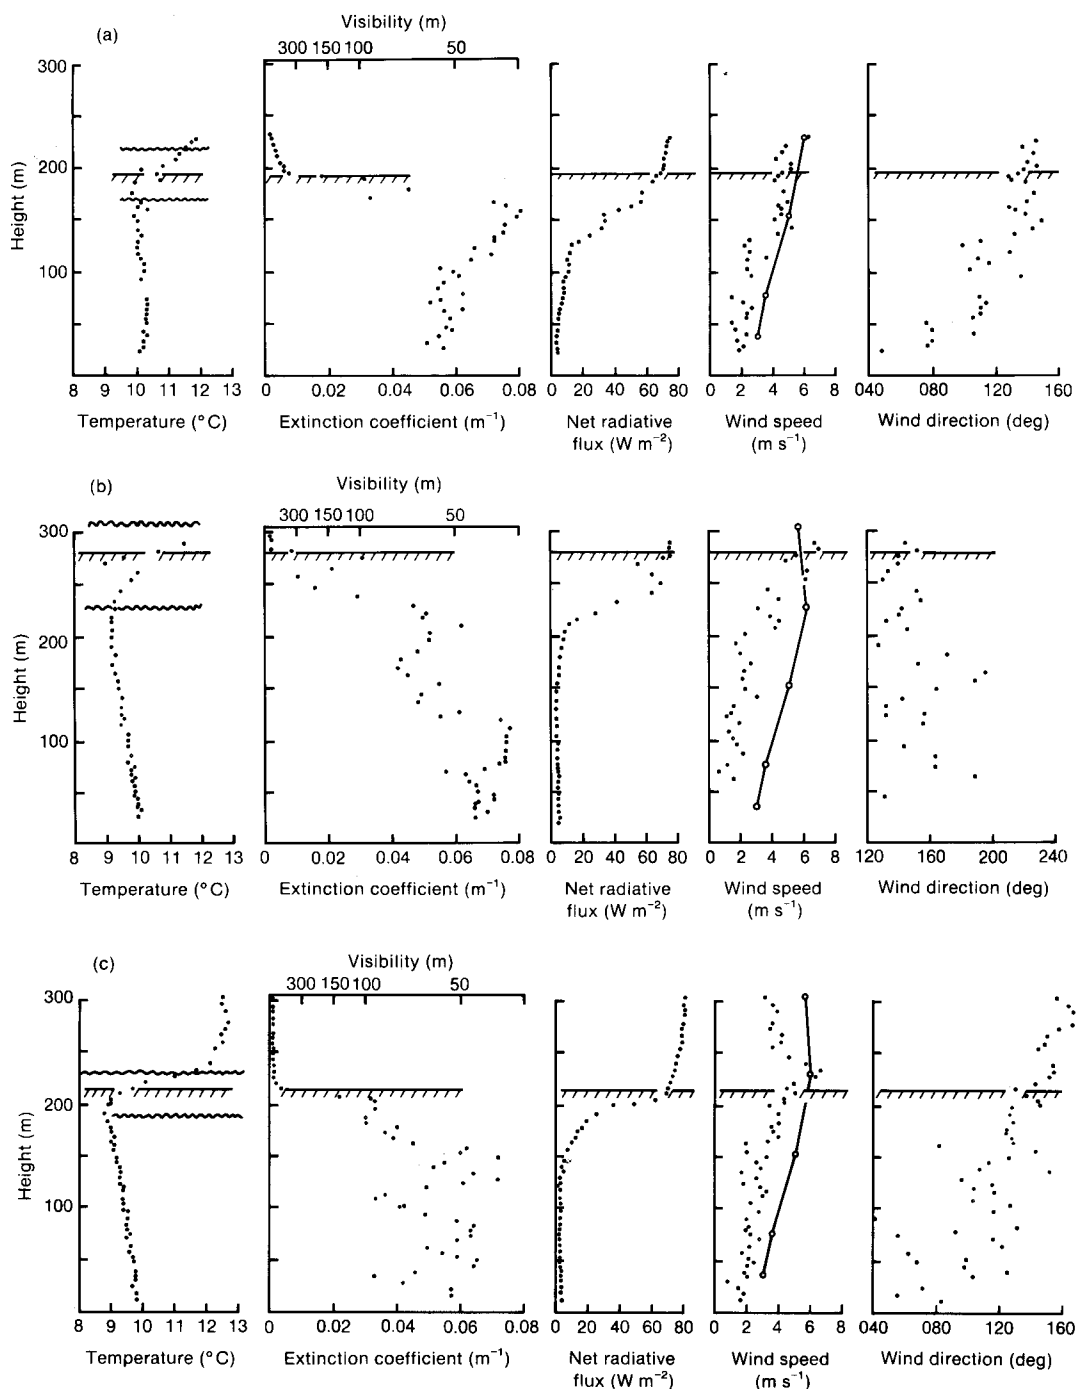 (a)
Visibility (m)
300 150 100 50
300
200
100
Height (m)
8 9 10 11 12 13
0 0.02 0.04 0.06 0.08
0 20 40 60 80
0 2 4 6 8
040 080 120 160
Temperature (°C)
Extinction coefficient (m⁻¹)
Net radiative
flux (W m⁻²)
Wind speed
(m s⁻¹)
Wind direction (deg)
(b)
Visibility (m)
300 150 100 50
300
200
100
Height (m)
8 9 10 11 12 13
0 0.02 0.04 0.06 0.08
0 20 40 60 80
0 2 4 6 8
120 160 200 240
Temperature (°C)
Extinction coefficient (m⁻¹)
Net radiative
flux (W m⁻²)
Wind speed
(m s⁻¹)
Wind direction (deg)
(c)
Visibility (m)
300 150 100 50
300
200
100
Height (m)
8 9 10 11 12 13
0 0.02 0.04 0.06 0.08
0 20 40 60 80
0 2 4 6 8
040 080 120 160
Temperature (°C)
Extinction coefficient (m⁻¹)
Net radiative
flux (W m⁻²)
Wind speed
(m s⁻¹)
Wind direction (deg)